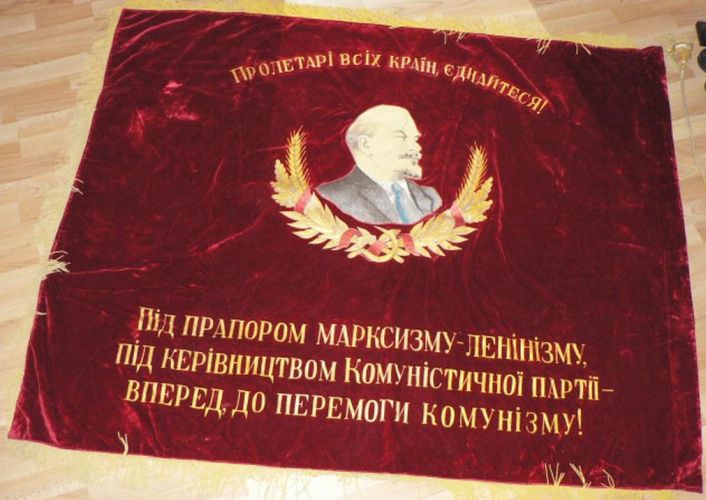 Пролетарі всіх країн, єднайтеся!
Під прапором марксизму-ленінізму,
під керівництвом Комуністичної партії –
вперед, до перемоги комунізму!